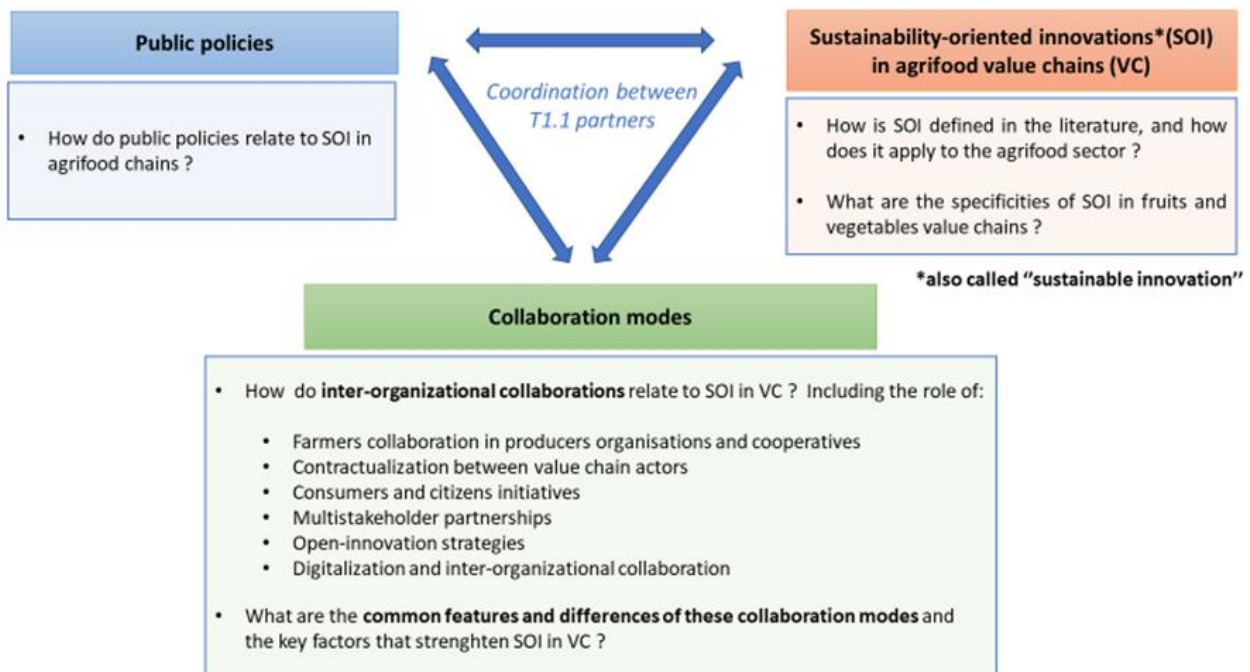 Public policies
• How do public policies relate to SOI in
agrifood chains ?
Coordination between
T1.1 partners
Sustainability-oriented innovations*(SOI)
in agrifood value chains (VC)
• How is SOI defined in the literature, and how
does it apply to the agrifood sector ?
• What are the specificities of SOI in fruits and
vegetables value chains ?
*also called ‘‘sustainable innovation’’
Collaboration modes
• How do inter-organizational collaborations relate to SOI in VC ? Including the role of:
• Farmers collaboration in producers organisations and cooperatives
• Contractualization between value chain actors
• Consumers and citizens initiatives
• Multistakeholder partnerships
• Open-innovation strategies
• Digitalization and inter-organizational collaboration
• What are the common features and differences of these collaboration modes and
the key factors that strenghten SOI in VC ?